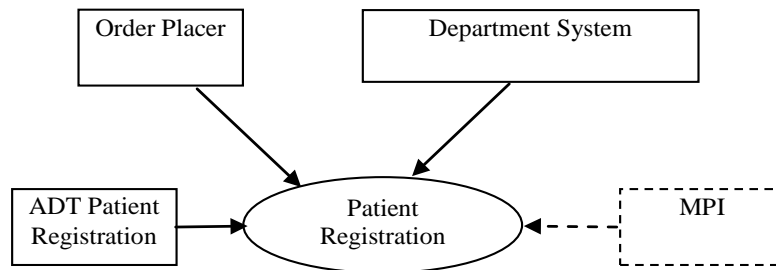 Order Placer
Department System
ADT Patient
Registration
Patient
Registration
MPI